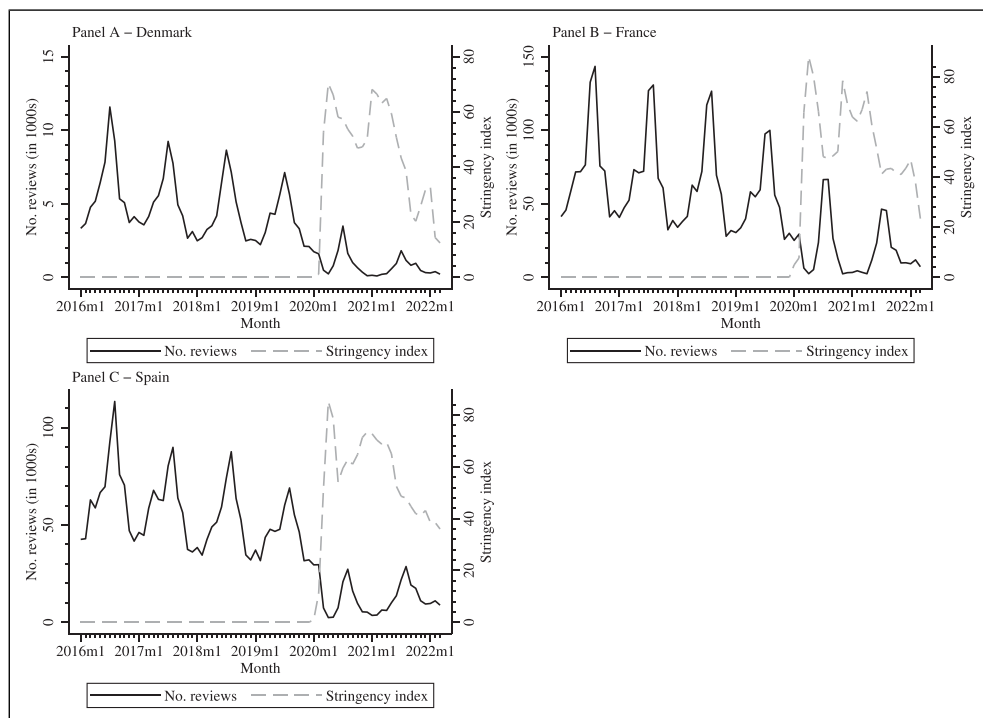 Panel A – Denmark
No. reviews (in 1000s)
0 5 10 15
Stringency index
0 20 40 60 80
2016m1 2017m1 2018m1 2019m1 2020m1 2021m1 2022m1
Month
No. reviews Stringency index
Panel B – France
No. reviews (in 1000s)
0 50 100 150
Stringency index
0 20 40 60 80
2016m1 2017m1 2018m1 2019m1 2020m1 2021m1 2022m1
Month
No. reviews Stringency index
Panel C – Spain
No. reviews (in 1000s)
0 50 100
Stringency index
0 20 40 60 80
2016m1 2017m1 2018m1 2019m1 2020m1 2021m1 2022m1
Month
No. reviews Stringency index